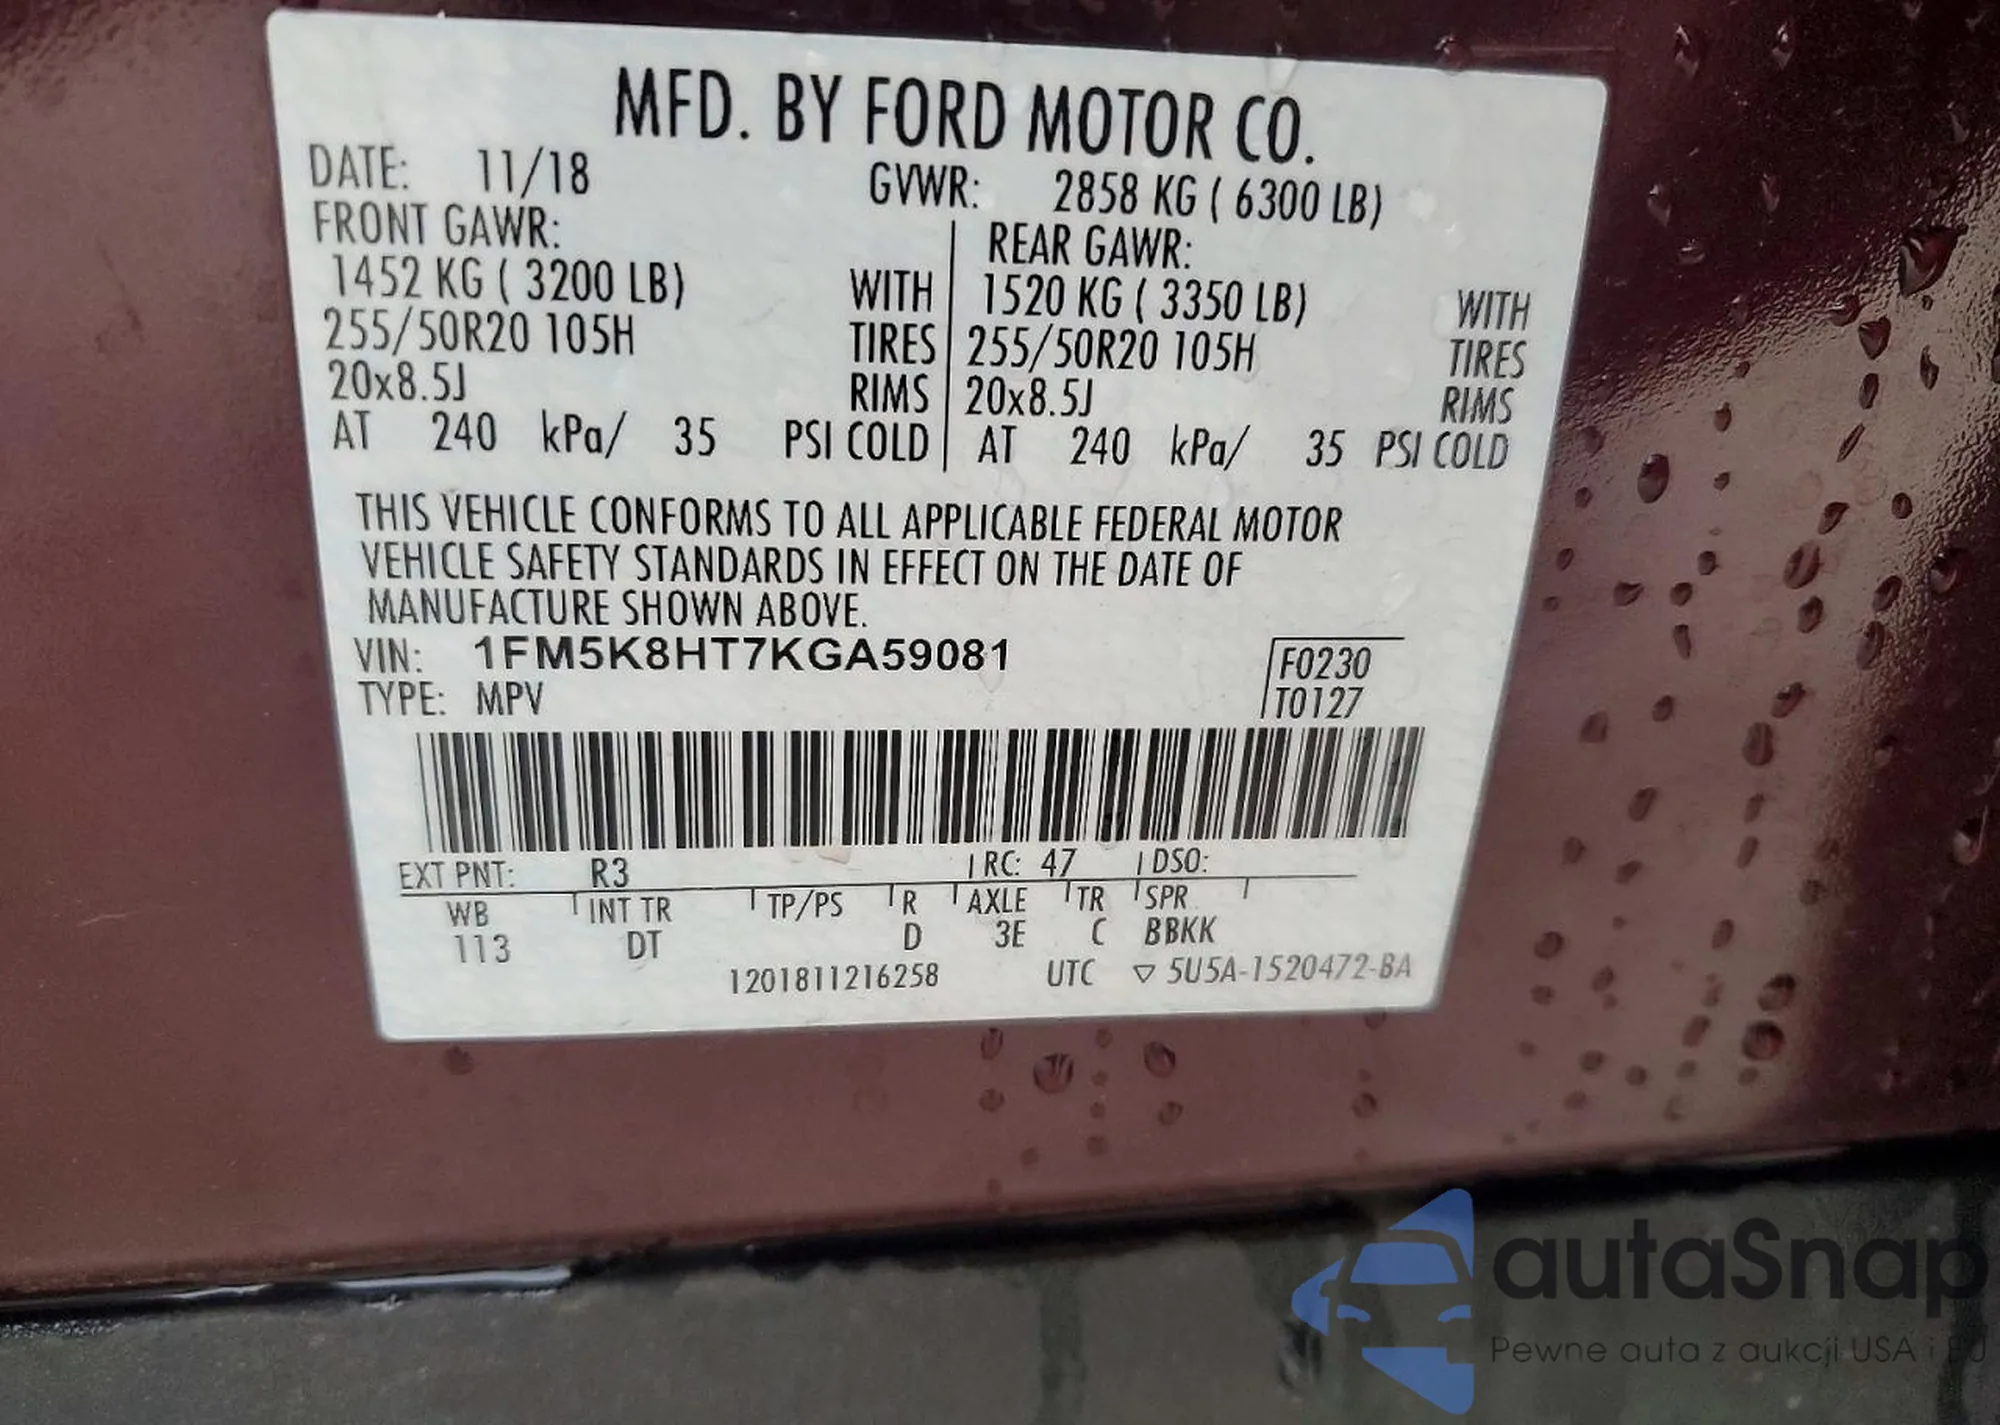 MFD. BY FORD MOTOR CO.
DATE: 11/18 GVWR: 2858 KG ( 6300 LB)
FRONT GAWR: REAR GAWR:
1452 KG ( 3200 LB) WITH 1520 KG ( 3350 LB) WITH
255/50R20 105H TIRES 255/50R20 105H TIRES
20x8.5J RIMS 20x8.5J RIMS
AT 240 kPa/ 35 PSI COLD AT 240 kPa/ 35 PSI COLD
THIS VEHICLE CONFORMS TO ALL APPLICABLE FEDERAL MOTOR
VEHICLE SAFETY STANDARDS IN EFFECT ON THE DATE OF
MANUFACTURE SHOWN ABOVE.
VIN: 1FM5K8HT7KGA59081 F0230
TYPE: MPV T0127
EXT PNT: R3 RC: 47 DSO:
WB INT TR TP/PS R AXLE TR SPR
113 DT D 3E C BBKK
1201811216258 UTC ▽ 5U5A-1520472-BA
autaSnap
Pewne auta z aukcji USA i EU